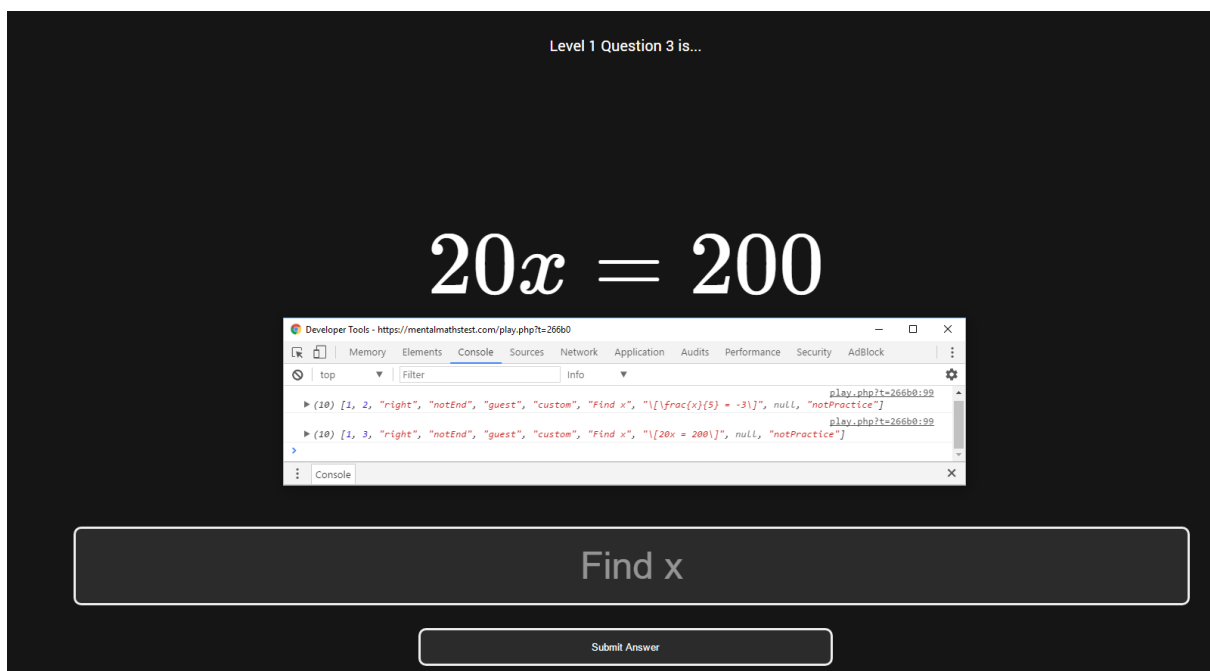 Level 1 Question 3 is...
20x = 200
Developer Tools - https://mentalmathstest.com/play.php?t=266b0
Memory Elements Console Sources Network Application Audits Performance Security AdBlock
top Filter Info
play.php?t=266b0:99
(10) [1, 2, "right", "notEnd", "guest", "custom", "Find x", "\[\frac{x}{5} = -3\]", null, "notPractice"]
play.php?t=266b0:99
(10) [1, 3, "right", "notEnd", "guest", "custom", "Find x", "\[20x = 200\]", null, "notPractice"]
Console
Find x
Submit Answer